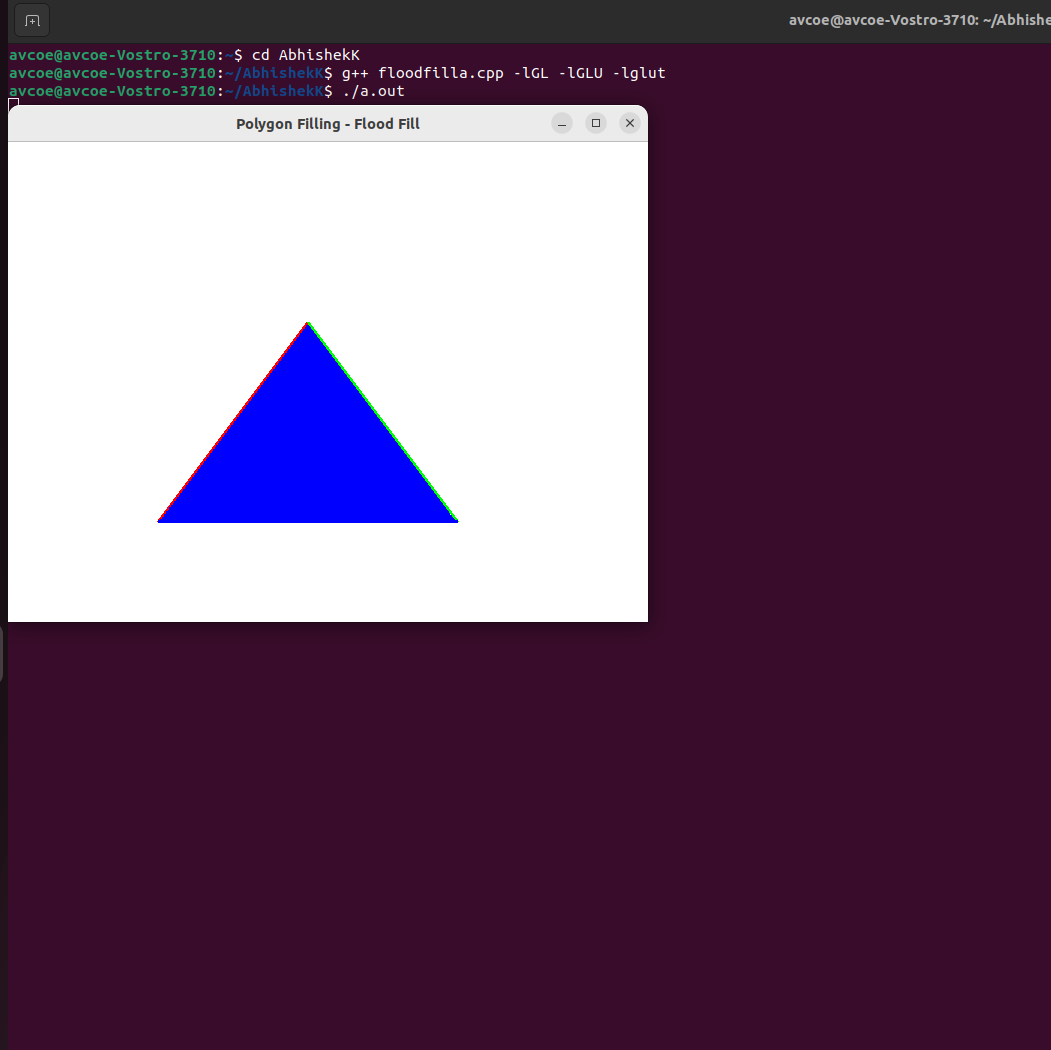 avcoe@avcoe-Vostro-3710: ~/Abhishe
avcoe@avcoe-Vostro-3710:~$ cd AbhishekK
avcoe@avcoe-Vostro-3710:~/AbhishekK$ g++ floodfilla.cpp -lGL -lGLU -lglut
avcoe@avcoe-Vostro-3710:~/AbhishekK$ ./a.out
Polygon Filling - Flood Fill